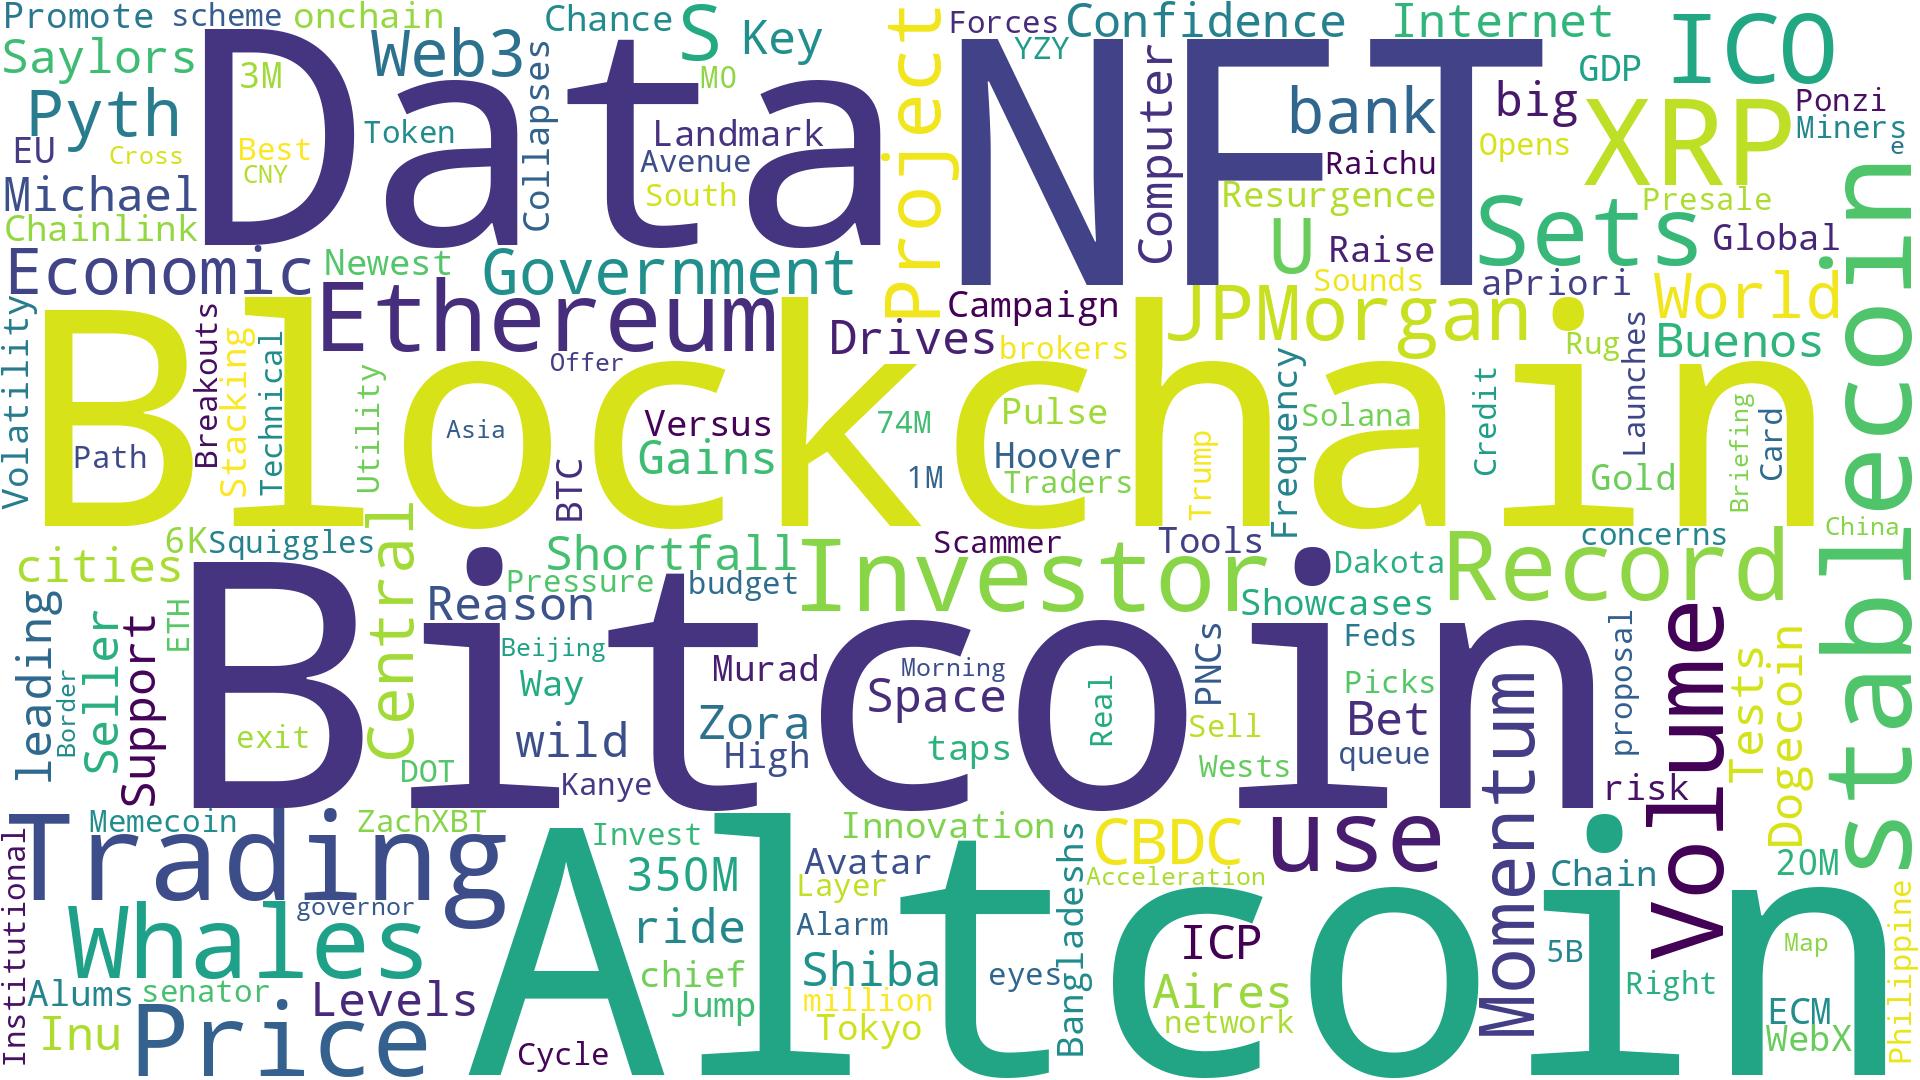 Promote
scheme
onchain
Chance
S
Key
Forces
Confidence
Internet
ICO
Saylors
3M
Web3
Collapses
MO
YZY
Computer
GDP
Data
NFT
Project
bank
big
XRP
Ponzi
Miners
e
Pyth
EU
Cross
Best
CNY
Token
Landmark
Avenue
South
Raichu
Opens
Resurgence
Presale
Michael
Chainlink
U
Raise
Sets
Global
stablecoin
Economic
Newest
Government
Sounds
aPriori
World
Volatility
Ethereum
Campaign
JPMorgan
Drives
brokers
Offer
Rug
Launches
Buenos
Blockchain
Breakouts
Stacking
Technical
Utility
Path
Asia
Versus
Gains
74M
Pulse
Frequency
Solana
Credit
Briefing
Card
BTC
1M
Hoover
Traders
Trump
Gold
Central
6K
Squiggles
Shortfall
Scammer
Tools
concerns
China
cities
Pressure
budget
Investor
Dakota
Record
Bitcoin
Reason
Showcases
leading
Border
Seller
Support
ETH
Beijing
Way
Murad
Morning
Space
Real
PNCs
Feds
Picks
proposal
volume
Tests
Dogecoin
exit
wild
Zora
High
taps
Sell
Bet
queue
Momentum
DOT
Kanye
Wests
risk
Institutional
Memecoin
ZachXBT
Trading
Invest
Innovation
CBDC
use
Altcoin
350M
Avatar
Layer
Bangladeshs
Acceleration
Chain
20M
Philippine
governor
Whales
ride
Alarm
ICP
5B
Map
Alums
senator
Levels
chief
Shiba
eyes
Aires
Right
Inu
Price
Jump
million
Tokyo
network
ECM
WebX
Cycle